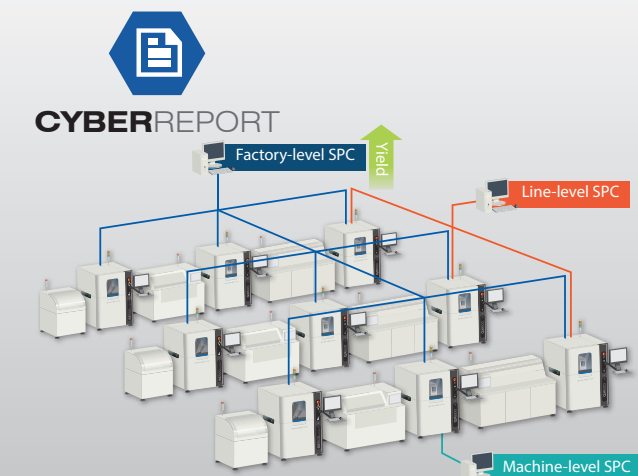 CYBERREPORT
Factory-level SPC
Yield
Line-level SPC
Machine-level SPC